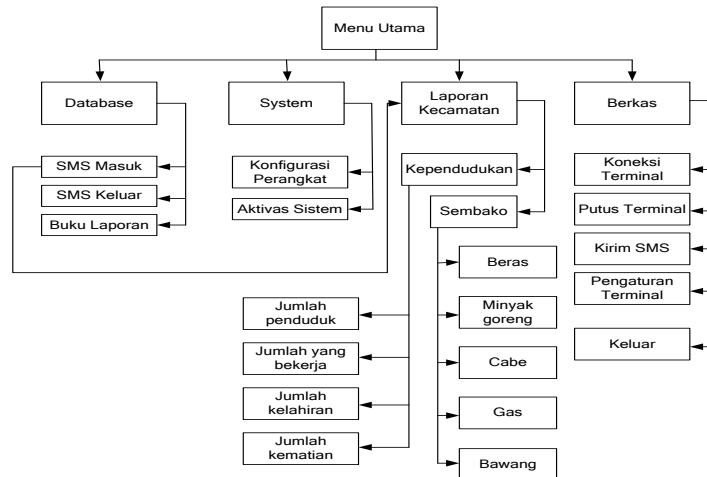 Menu Utama
Database
System
Laporan
Kecamatan
Berkas
SMS Masuk
SMS Keluar
Buku Laporan
Konfigurasi
Perangkat
Aktivas Sistem
Kependudukan
Sembako
Beras
Minyak
goreng
Cabe
Gas
Bawang
Jumlah
penduduk
Jumlah yang
bekerja
Jumlah
kelahiran
Jumlah
kematian
Koneksi
Terminal
Putus Terminal
Kirim SMS
Pengaturan
Terminal
Keluar